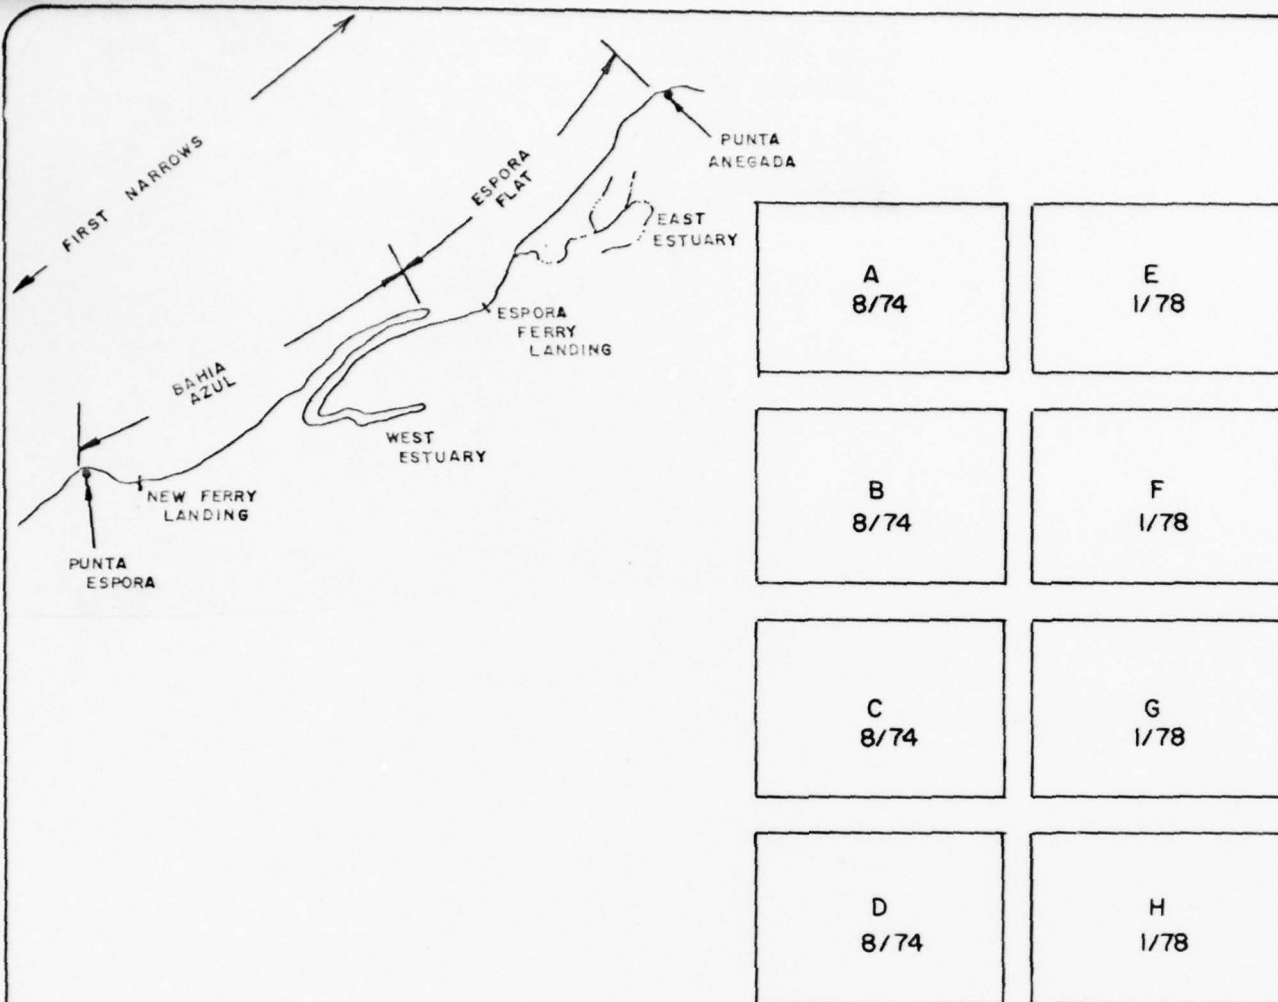 FIRST NARROWS
ESPORA
FLAT
PUNTA
ANEGADA
EAST
ESTUARY
ESPORA
FERRY
LANDING
BAHIA
AZUL
WEST
ESTUARY
NEW FERRY
LANDING
PUNTA
ESPORA
A
8/74
E
1/78
B
8/74
F
1/78
C
8/74
G
1/78
D
8/74
H
1/78